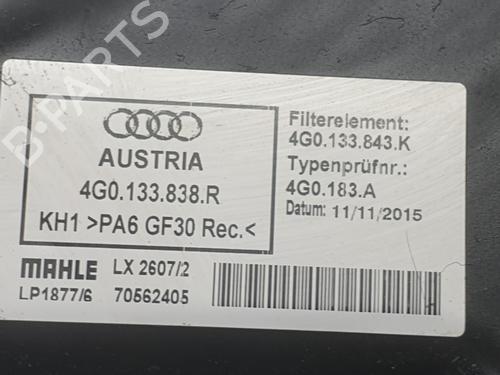 B-PARTS
AUSTRIA
4G0.133.838.R
KH1 >PA6 GF30 Rec.<
Filterelement:
4G0.133.843.K
Typenprüfnr.:
4G0.183.A
Datum: 11/11/2015
MAHLE LX 2607/2
LP1877/6 70562405